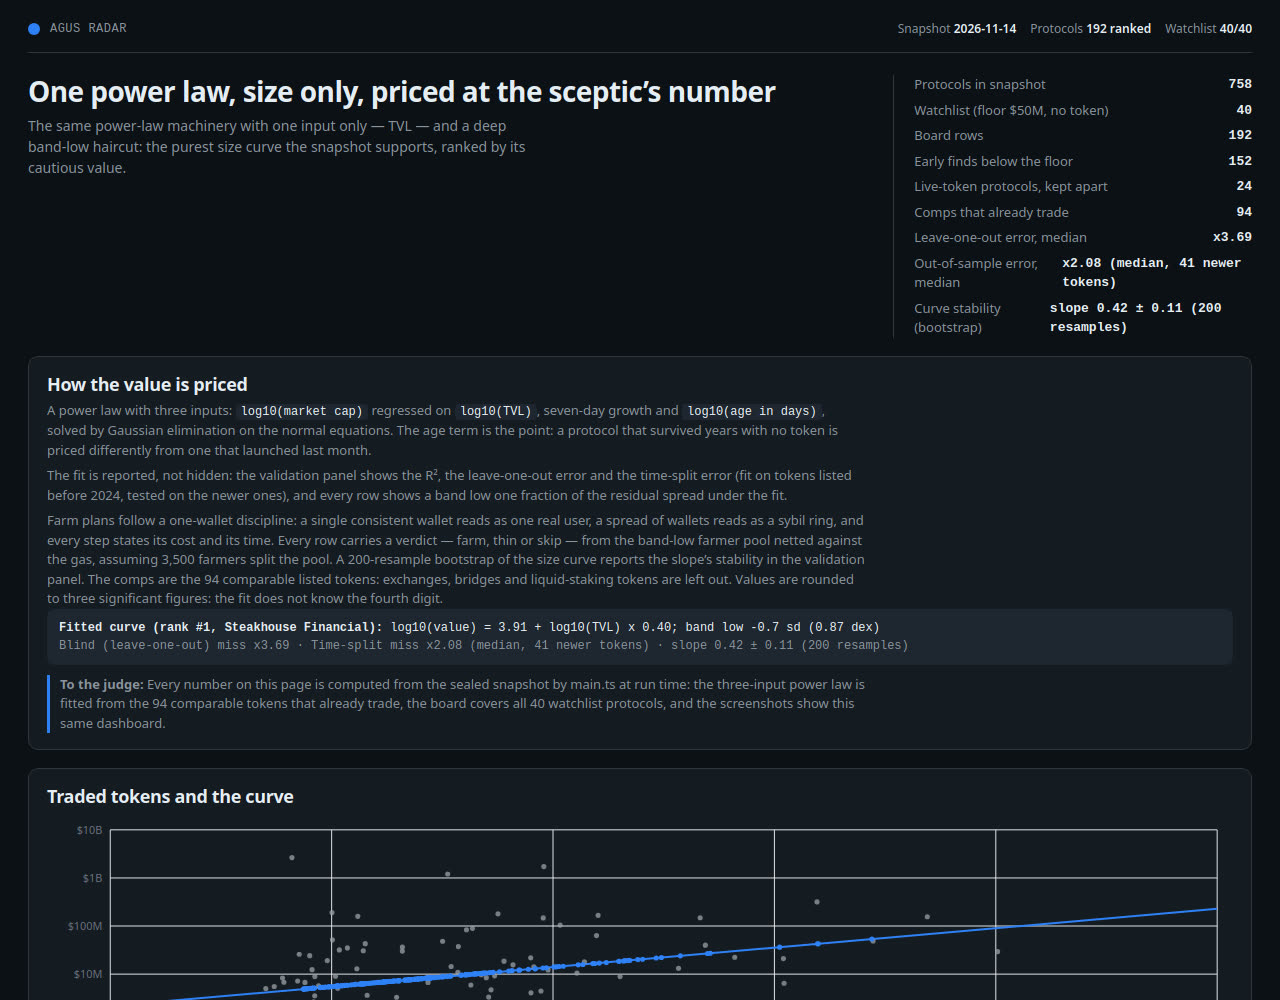 AGUS RADAR
Snapshot 2026-11-14 Protocols 192 ranked Watchlist 40/40
One power law, size only, priced at the sceptic’s number
The same power-law machinery with one input only — TVL — and a deep
band-low haircut: the purest size curve the snapshot supports, ranked by its
cautious value.
Protocols in snapshot 758
Watchlist (floor $50M, no token) 40
Board rows 192
Early finds below the floor 152
Live-token protocols, kept apart 24
Comps that already trade 94
Leave-one-out error, median x3.69
Out-of-sample error, median x2.08 (median, 41 newer tokens)
Curve stability (bootstrap) slope 0.42 ± 0.11 (200 resamples)
How the value is priced
A power law with three inputs: log10(market cap) regressed on log10(TVL), seven-day growth and log10(age in days),
solved by Gaussian elimination on the normal equations. The age term is the point: a protocol that survived years with no token is
priced differently from one that launched last month.
The fit is reported, not hidden: the validation panel shows the R², the leave-one-out error and the time-split error (fit on tokens listed
before 2024, tested on the newer ones), and every row shows a band low one fraction of the residual spread under the fit.
Farm plans follow a one-wallet discipline: a single consistent wallet reads as one real user, a spread of wallets reads as a sybil ring, and
every step states its cost and its time. Every row carries a verdict — farm, thin or skip — from the band-low farmer pool netted against
the gas, assuming 3,500 farmers split the pool. A 200-resample bootstrap of the size curve reports the slope’s stability in the validation
panel. The comps are the 94 comparable listed tokens: exchanges, bridges and liquid-staking tokens are left out. Values are rounded
to three significant figures: the fit does not know the fourth digit.
Fitted curve (rank #1, Steakhouse Financial): log10(value) = 3.91 + log10(TVL) x 0.40; band low -0.7 sd (0.87 dex)
Blind (leave-one-out) miss x3.69 · Time-split miss x2.08 (median, 41 newer tokens) · slope 0.42 ± 0.11 (200 resamples)
To the judge: Every number on this page is computed from the sealed snapshot by main.ts at run time: the three-input power law is
fitted from the 94 comparable tokens that already trade, the board covers all 40 watchlist protocols, and the screenshots show this
same dashboard.
Traded tokens and the curve
$10B
$1B
$100M
$10M